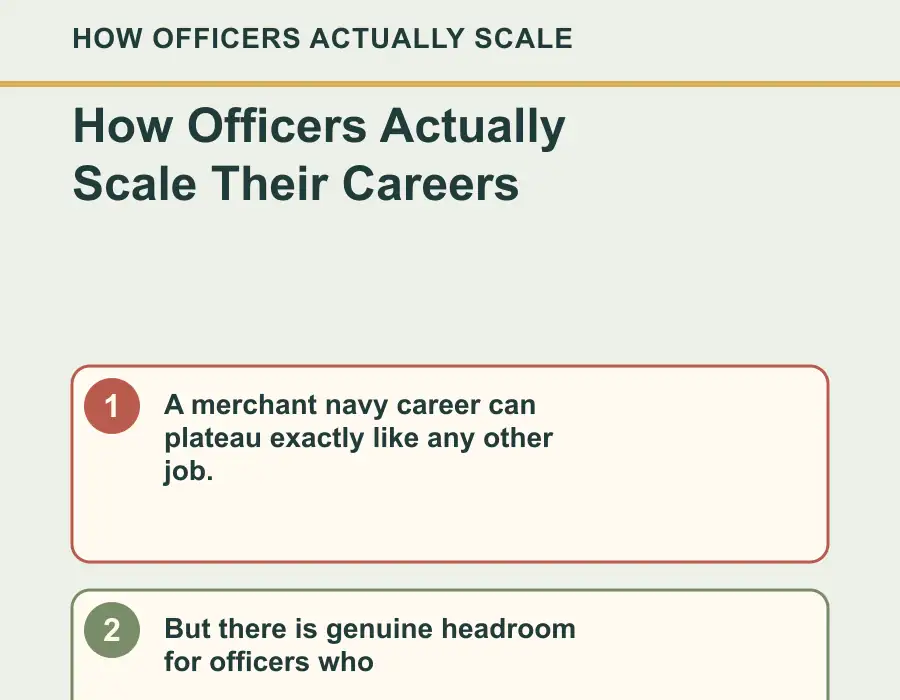 HOW OFFICERS ACTUALLY SCALE
How Officers Actually
Scale Their Careers
1
A merchant navy career can
plateau exactly like any other
job.
2
But there is genuine headroom
for officers who